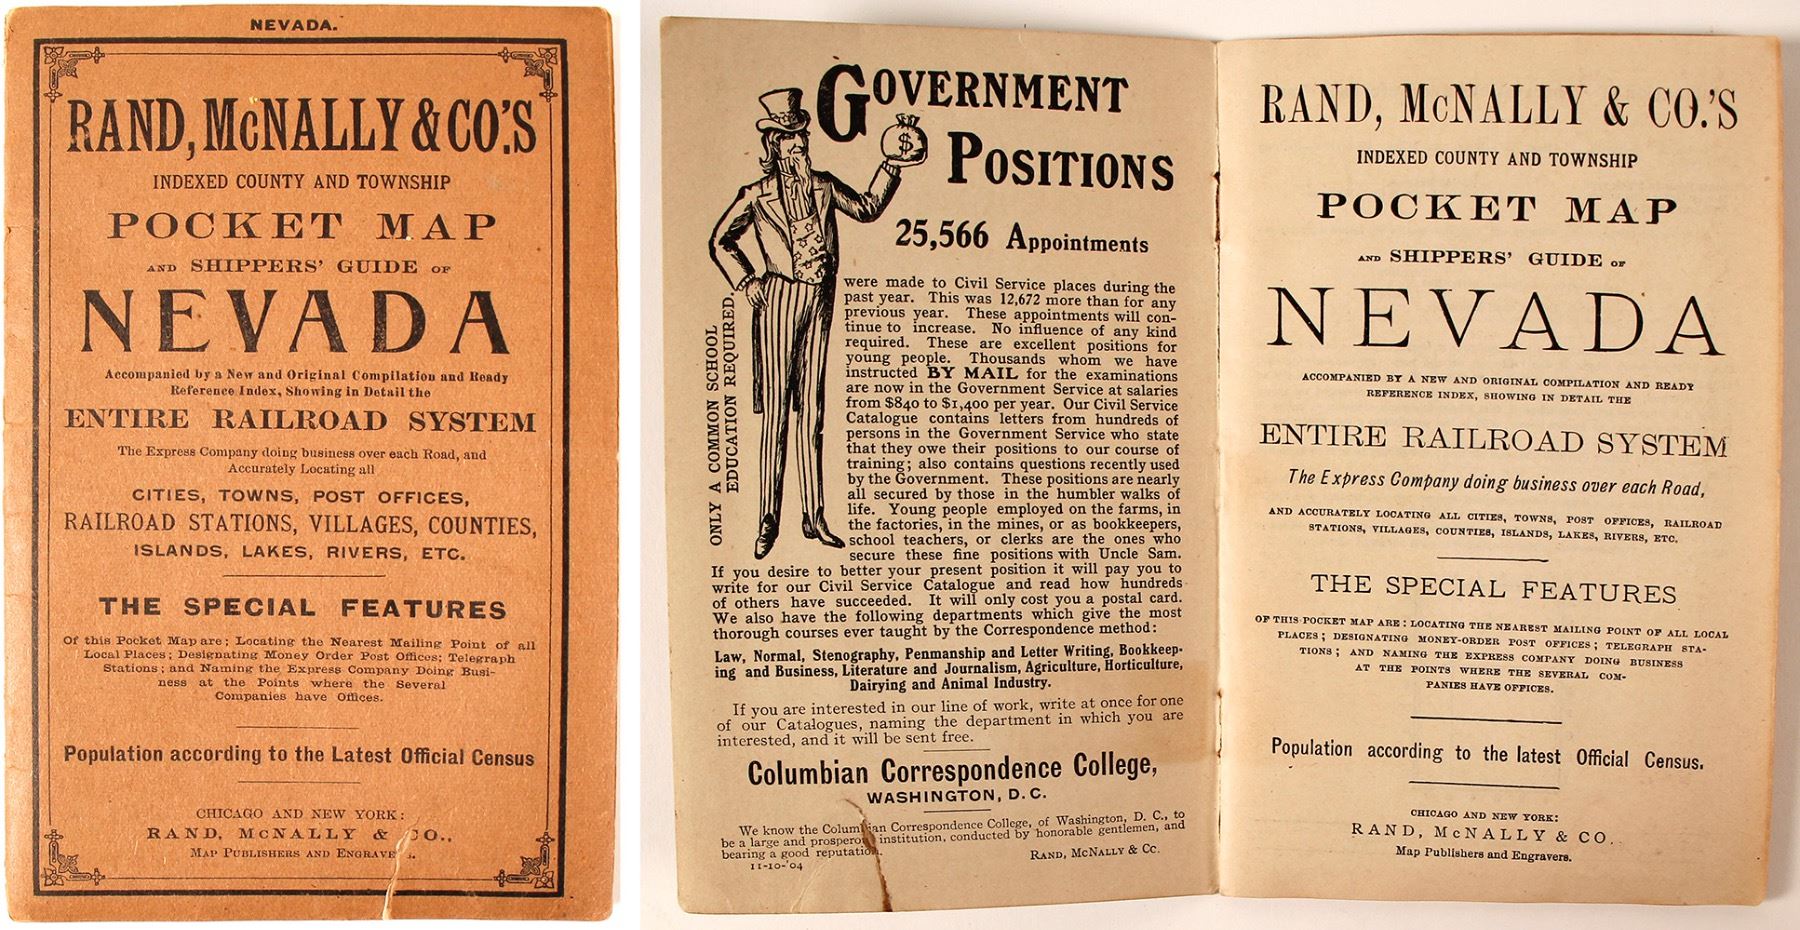 NEVADA.
RAND, McNALLY & CO.'S
INDEXED COUNTY AND TOWNSHIP
POCKET MAP
AND SHIPPERS' GUIDE OF
NEVADA
Accompanied by a New and Original Compilation and Ready
Reference Index, Showing in Detail the
ENTIRE RAILROAD SYSTEM
The Express Company doing business over each Road, and
Accurately Locating all
CITIES, TOWNS, POST OFFICES,
RAILROAD STATIONS, VILLAGES, COUNTIES,
ISLANDS, LAKES, RIVERS, ETC.
THE SPECIAL FEATURES
Of this Pocket Map are; Locating the Nearest Mailing Point of all
Local Places; Designating Money Order Post Offices; Telegraph
Stations; and Naming the Express Company Doing Busi-
ness at the Points where the Several
Companies have Offices.
Population according to the Latest Official Census
CHICAGO AND NEW YORK:
RAND, McNALLY & CO.,
MAP PUBLISHERS AND ENGRAVERS.
GOVERNMENT
POSITIONS
$
25,566 Appointments
were made to Civil Service places during the
past year. This was 12,672 more than for any
previous year. These appointments will con-
tinue to increase. No influence of any kind
required. These are excellent positions for
young people. Thousands whom we have
instructed BY MAIL for the examinations
are now in the Government Service at salaries
from $840 to $1,400 per year. Our Civil Service
Catalogue contains letters from hundreds of
persons in the Government Service who state
that they owe their positions to our course of
training; also contains questions recently used
by the Government. These positions are nearly
all secured by those in the humbler walks of
life. Young people employed on the farms, in
the factories, in the mines, or as bookkeepers,
school teachers, or clerks are the ones who
secure these fine positions with Uncle Sam.
If you desire to better your present position it will pay you to
write for our Civil Service Catalogue and read how hundreds
of others have succeeded. It will only cost you a postal card.
We also have the following departments which give the most
thorough courses ever taught by the Correspondence method:
ONLY A COMMON SCHOOL
EDUCATION REQUIRED.
Law, Normal, Stenography, Penmanship and Letter Writing, Bookkeep-
ing and Business, Literature and Journalism, Agriculture, Horticulture,
Dairying and Animal Industry.
If you are interested in our line of work, write at once for one
of our Catalogues, naming the department in which you are
interested, and it will be sent free.
Columbian Correspondence College,
WASHINGTON, D. C.
We know the Columbian Correspondence College, of Washington, D. C., to
be a large and prosperous institution, conducted by honorable gentlemen, and
bearing a good reputation.
RAND, MCNALLY & CO.
11-10-'04
RAND, McNALLY & CO.'S
INDEXED COUNTY AND TOWNSHIP
POCKET MAP
AND SHIPPERS' GUIDE OF
NEVADA
ACCOMPANIED BY A NEW AND ORIGINAL COMPILATION AND READY
REFERENCE INDEX, SHOWING IN DETAIL THE
ENTIRE RAILROAD SYSTEM
The Express Company doing business over each Road,
AND ACCURATELY LOCATING ALL CITIES, TOWNS, POST OFFICES, RAILROAD
STATIONS, VILLAGES, COUNTIES, ISLANDS, LAKES, RIVERS, ETC.
THE SPECIAL FEATURES
OF THIS POCKET MAP ARE: LOCATING THE NEAREST MAILING POINT OF ALL LOCAL
PLACES; DESIGNATING MONEY-ORDER POST OFFICES; TELEGRAPH STA-
TIONS; AND NAMING THE EXPRESS COMPANY DOING BUSINESS
AT THE POINTS WHERE THE SEVERAL COM-
PANIES HAVE OFFICES.
Population according to the latest Official Census.
CHICAGO AND NEW YORK:
RAND, McNALLY & CO.
Map Publishers and Engravers.